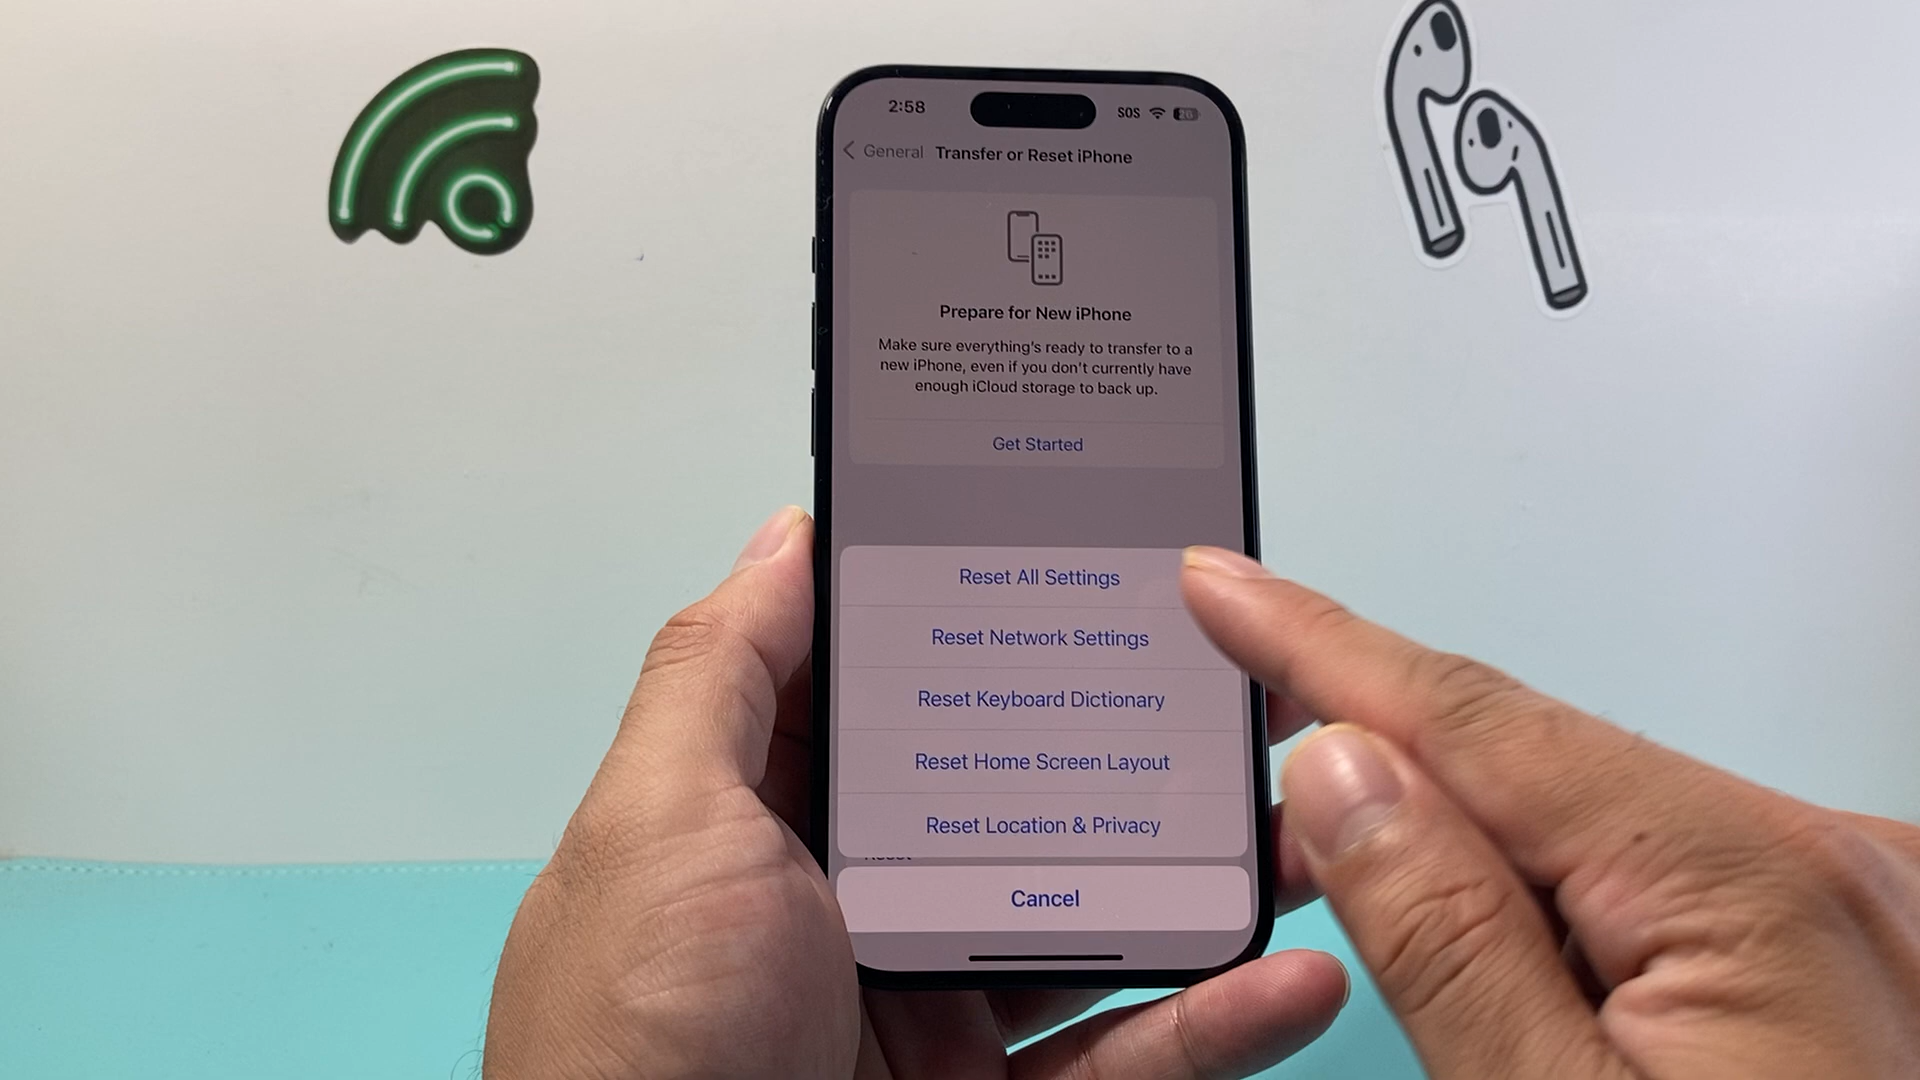 2:58
SOS
General
Transfer or Reset iPhone
Prepare for New iPhone
Make sure everything's ready to transfer to a
new iPhone, even if you don't currently have
enough iCloud storage to back up.
Get Started
Reset All Settings
Reset Network Settings
Reset Keyboard Dictionary
Reset Home Screen Layout
Reset Location & Privacy
Cancel